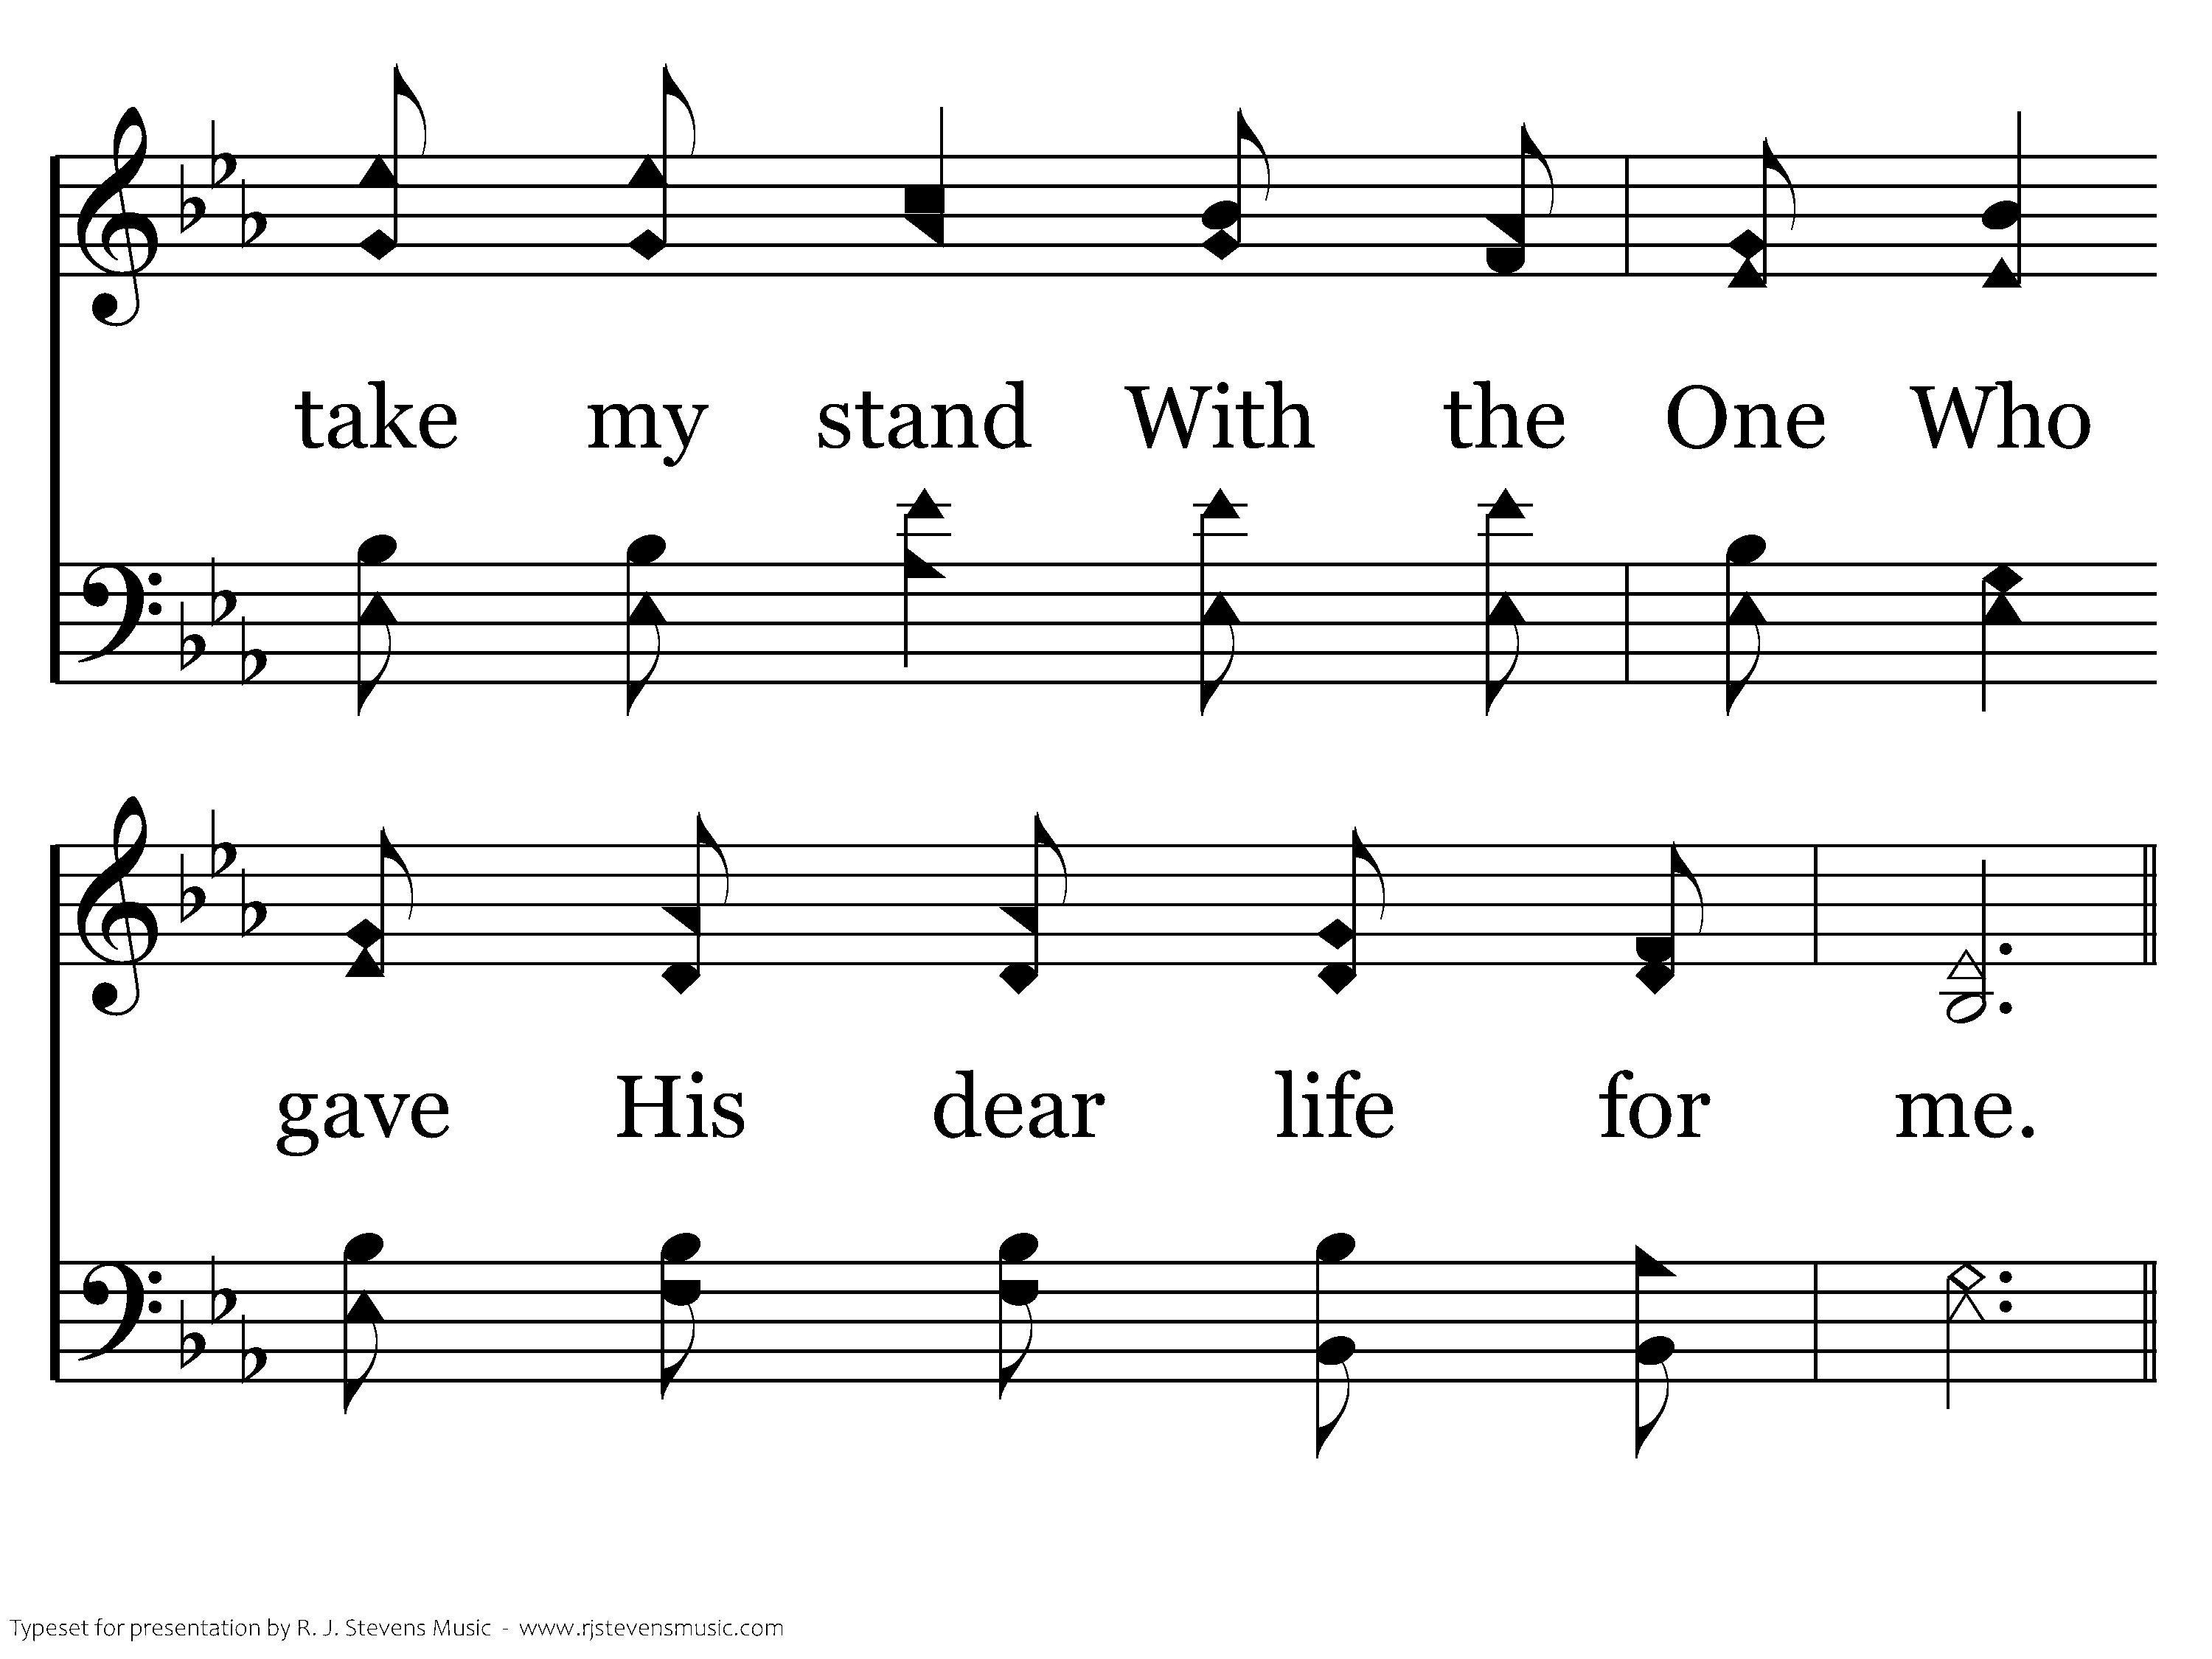 take my stand With the One Who
gave His dear life for me.
Typeset for presentation by R. J. Stevens Music - www.rjstevensmusic.com